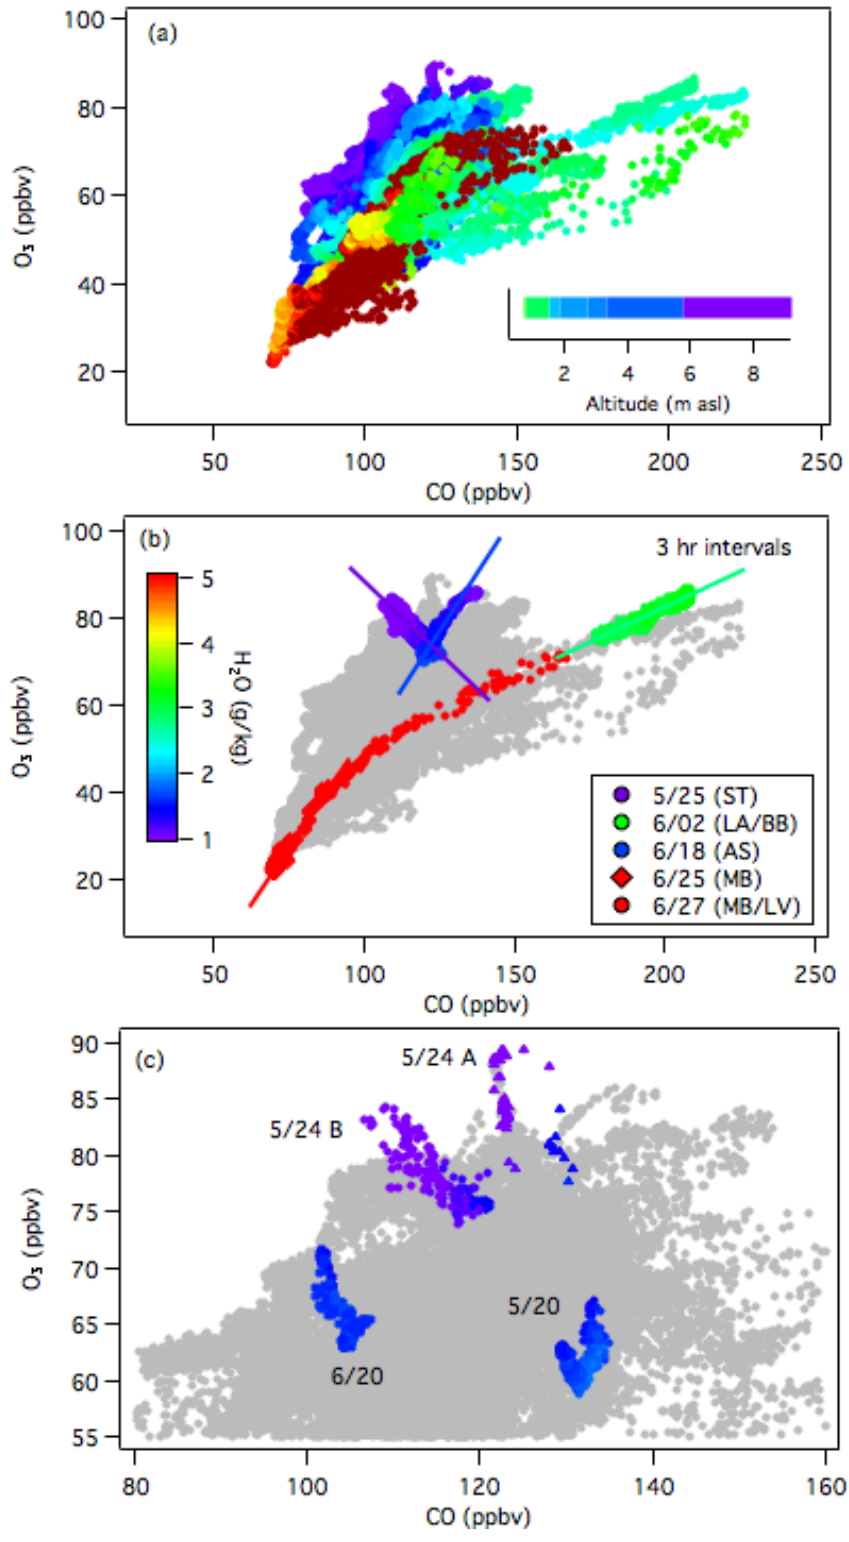 (a)
100
80
60
40
20
O₃ (ppbv)
2 4 6 8
Altitude (m asl)
50 100 150 200 250
CO (ppbv)
(b)
3 hr intervals
100
80
60
40
20
O₃ (ppbv)
5
4
3
2
1
H₂O (g/kg)
5/25 (ST)
6/02 (LA/BB)
6/18 (AS)
6/25 (MB)
6/27 (MB/LV)
50 100 150 200 250
CO (ppbv)
(c)
90
85
80
75
70
65
60
55
O₃ (ppbv)
5/24 A
5/24 B
5/20
6/20
80 100 120 140 160
CO (ppbv)